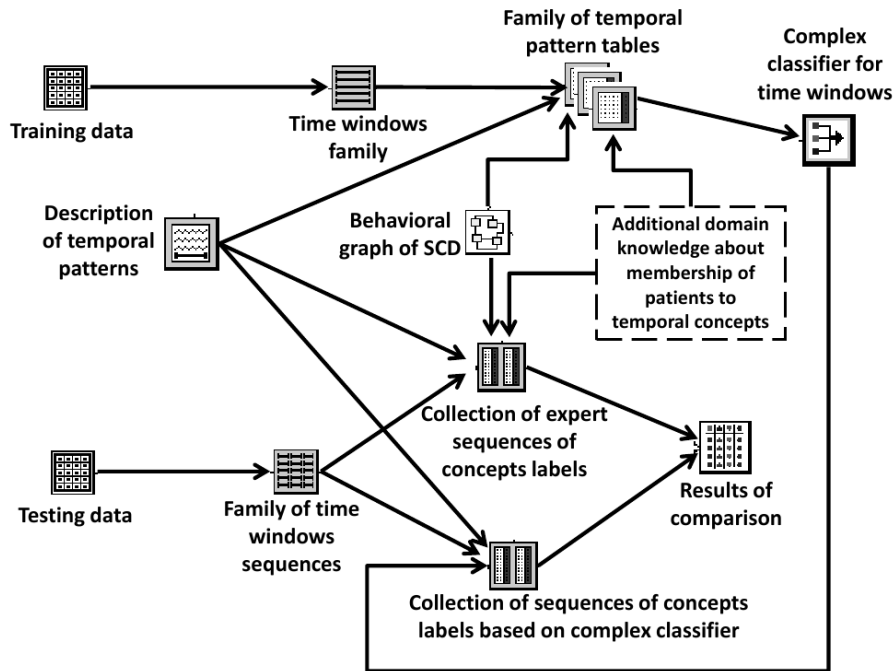 Family of temporal
pattern tables
Complex
classifier for
time windows
Training data
Time windows
family
Description
of temporal
patterns
Behavioral
graph of SCD
Additional domain
knowledge about
membership of
patients to
temporal concepts
Collection of expert
sequences of
concepts labels
Testing data
Family of time
windows
sequences
Results of
comparison
Collection of sequences of concepts
labels based on complex classifier